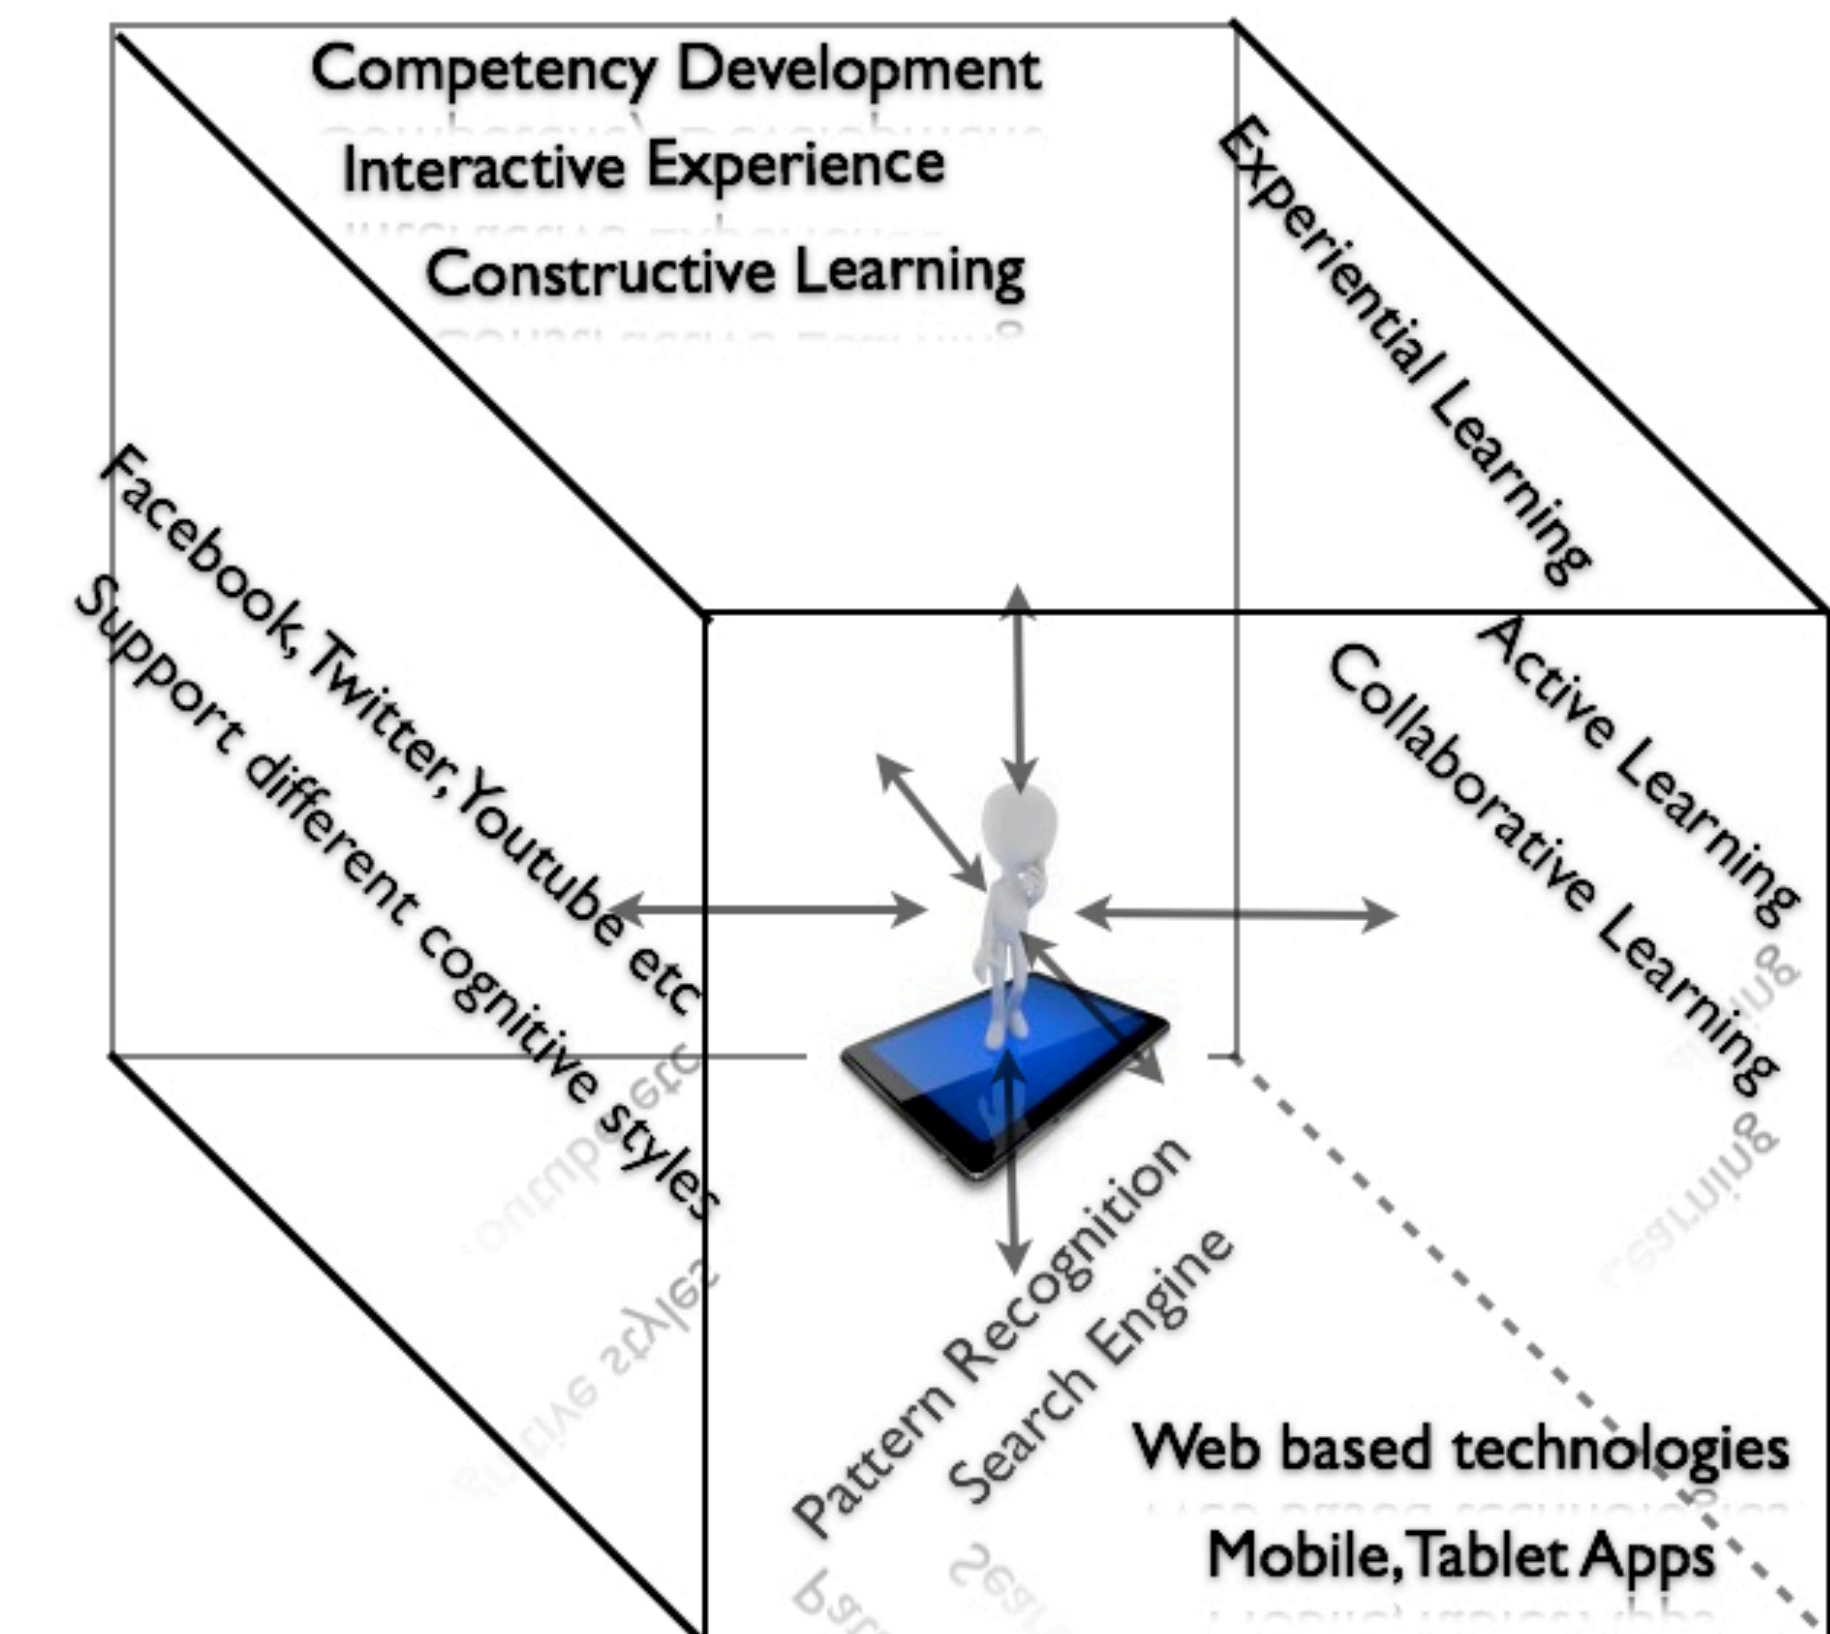 Competency Development
Interactive Experience
Constructive Learning
Experiential Learning
Facebook, Twitter, Youtube etc
Support different cognitive styles
Active Learning
Collaborative Learning
Pattern Recognition
Search Engine
Web based technologies
Mobile, Tablet Apps